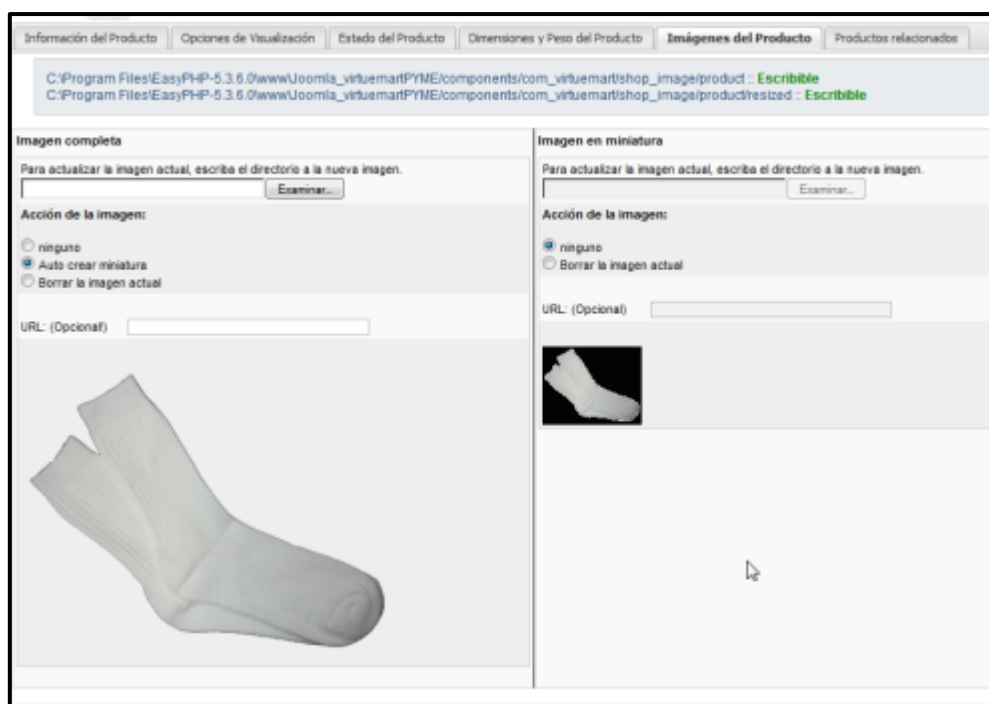 Información del Producto Opciones de Visualización Estado del Producto Dimensiones y Peso del Producto Imágenes del Producto Productos relacionados
C:\Program Files\EasyPHP-5.3.6.0\www\Joomla_virtuemartPYME/components/com_virtuemart/shop_image/product :: Escribible
C:\Program Files\EasyPHP-5.3.6.0\www\Joomla_virtuemartPYME/components/com_virtuemart/shop_image/product/resized :: Escribible
Imagen completa
Para actualizar la imagen actual, escriba el directorio a la nueva imagen.
Examinar...
Acción de la imagen:
ninguno
Auto crear miniatura
Borrar la imagen actual
URL: (Opcional!)
Imagen en miniatura
Para actualizar la imagen actual, escriba el directorio a la nueva imagen.
Examinar...
Acción de la imagen:
ninguno
Borrar la imagen actual
URL: (Opcional)